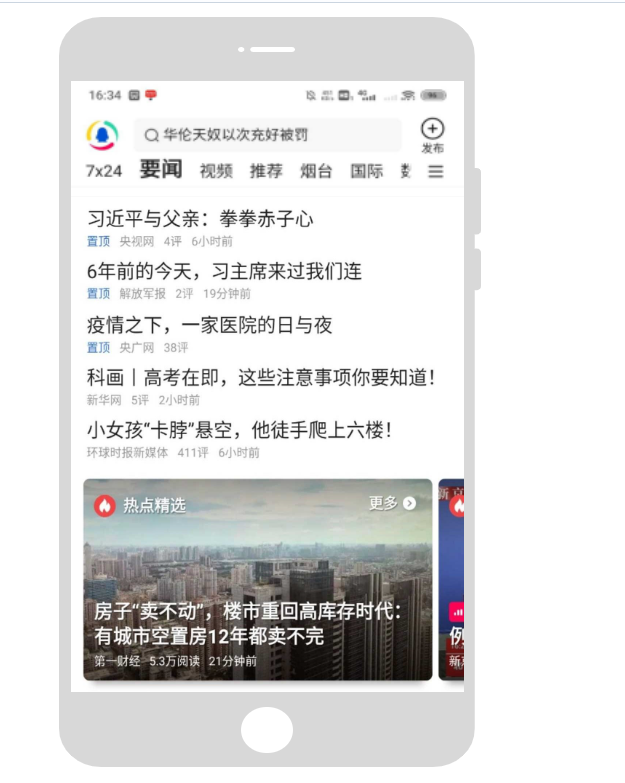 16:34
华伦天奴以次充好被罚
发布
7x24 要闻 视频 推荐 烟台 国际
习近平与父亲：拳拳赤子心
置顶 央视网 4评 6小时前
6年前的今天，习主席来过我们连
置顶 解放军报 2评 19分钟前
疫情之下，一家医院的日与夜
置顶 央广网 38评
科画丨高考在即，这些注意事项你要知道！
新华网 5评 2小时前
小女孩“卡脖”悬空，他徒手爬上六楼！
环球时报新媒体 411评 6小时前
热点精选 更多
房子“卖不动”，楼市重回高库存时代：
有城市空置房12年都卖不完
第一财经 5.3万阅读 21分钟前